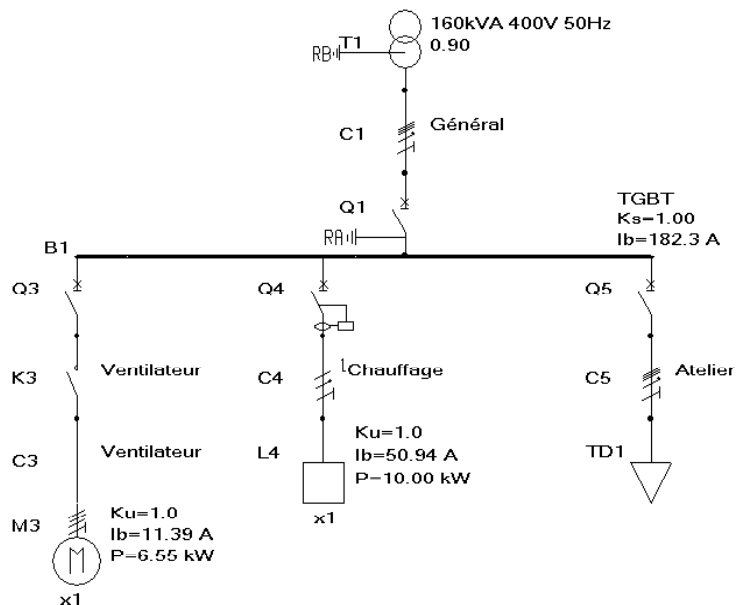 160kVA 400V 50Hz
T1
0.90
RB
C1
Général
Q1
TGBT
Ks=1.00
Ib=182.3 A
RA
B1
Q3
Q4
Q5
K3
Ventilateur
C4
Chauffage
C5
Atelier
C3
Ventilateur
L4
Ku=1.0
Ib=50.94 A
P=10.00 kW
x1
TD1
M3
Ku=1.0
Ib=11.39 A
P=6.55 kW
M
x1